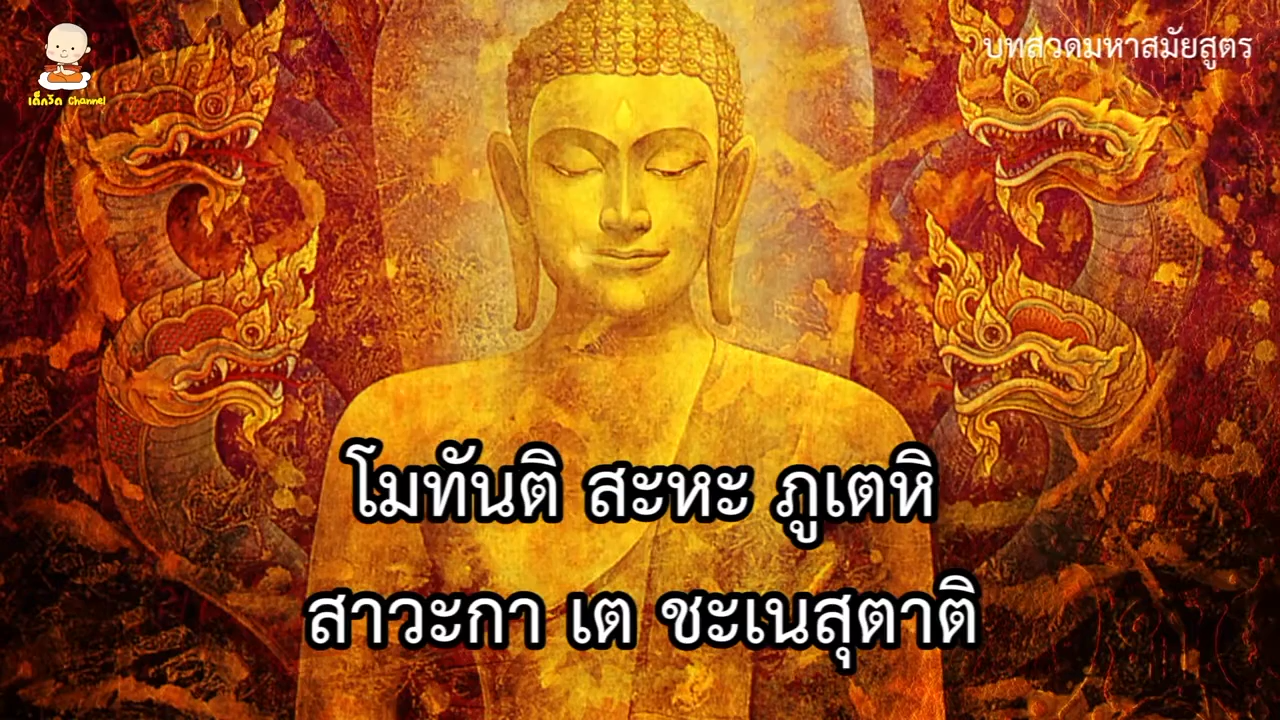 บทสวดมหาสมัยสูตร
เด็กวัด Channel
โมทันติ สะหะ ภูเตหิ
สาวะกา เต ชะเนสุตาติ